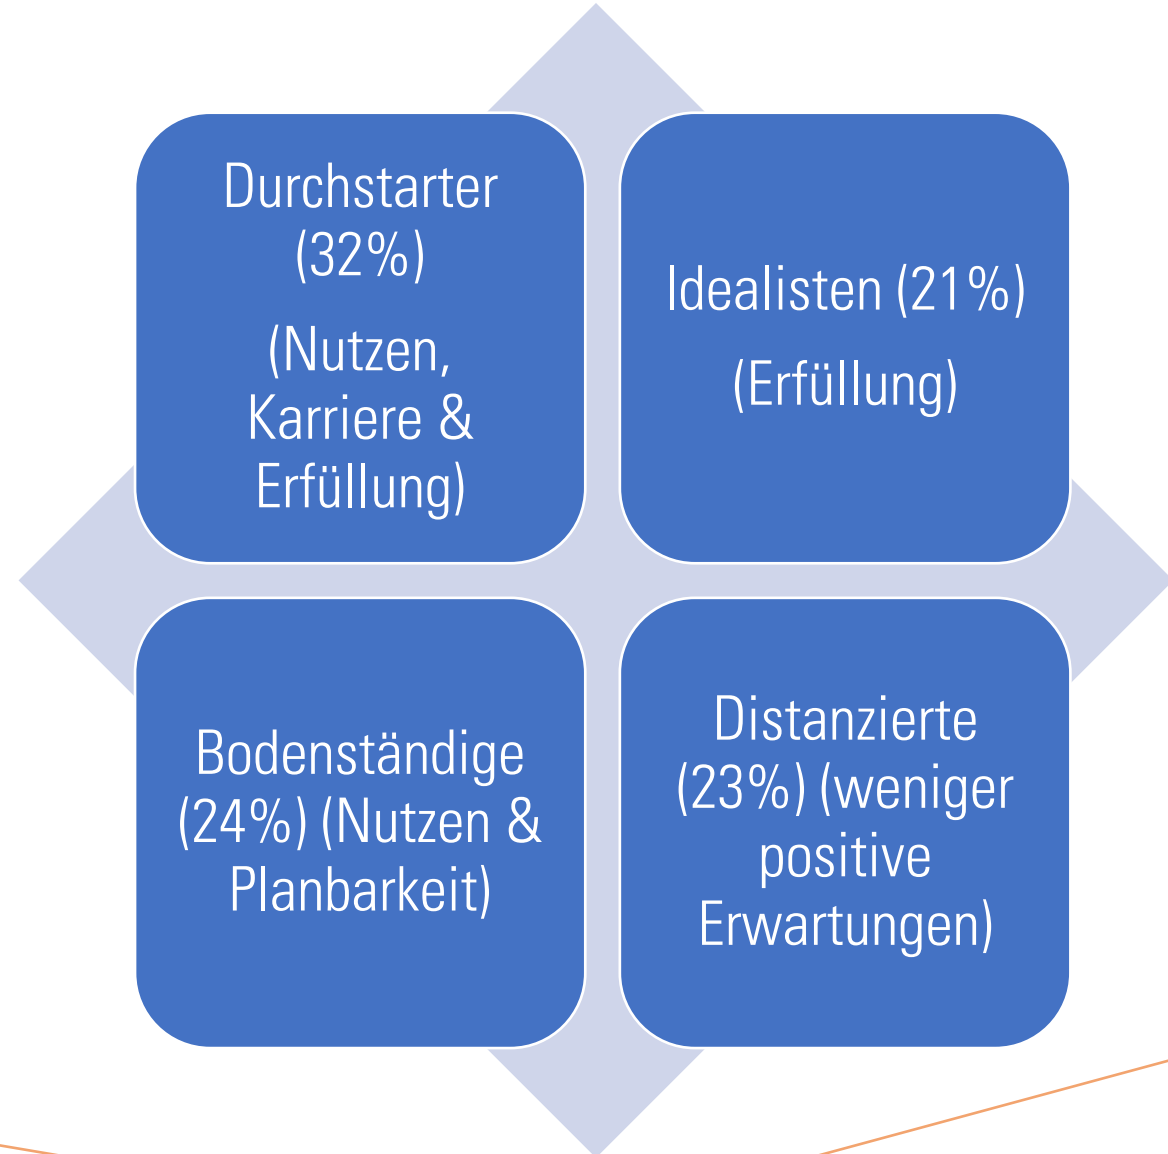 Durchstarter
(32%)
(Nutzen,
Karriere &
Erfüllung)
Idealisten (21%)
(Erfüllung)
Bodenständige
(24%) (Nutzen &
Planbarkeit)
Distanzierte
(23%) (weniger
positive
Erwartungen)